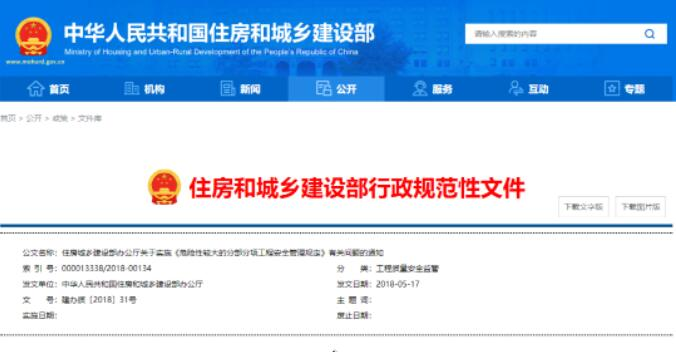 中华人民共和国住房和城乡建设部
Ministry of Housing and Urban-Rural Development of the People's Republic of China
www.mohurd.gov.cn
请输入搜索的内容
首页 机构 新闻 公开 服务 互动 专题
首页 > 公开 > 政策 > 文件库
住房和城乡建设部行政规范性文件
下载文字版 下载图片版
公文名称: 住房城乡建设部办公厅关于实施《危险性较大的分部分项工程安全管理规定》有关问题的通知
索 引 号: 000013338/2018-00134 分 类: 工程质量安全监管
发文单位: 中华人民共和国住房和城乡建设部办公厅 发文日期: 2018-05-17
文 号: 建办质〔2018〕31号 主 题 词:
实施日期: 废止日期: